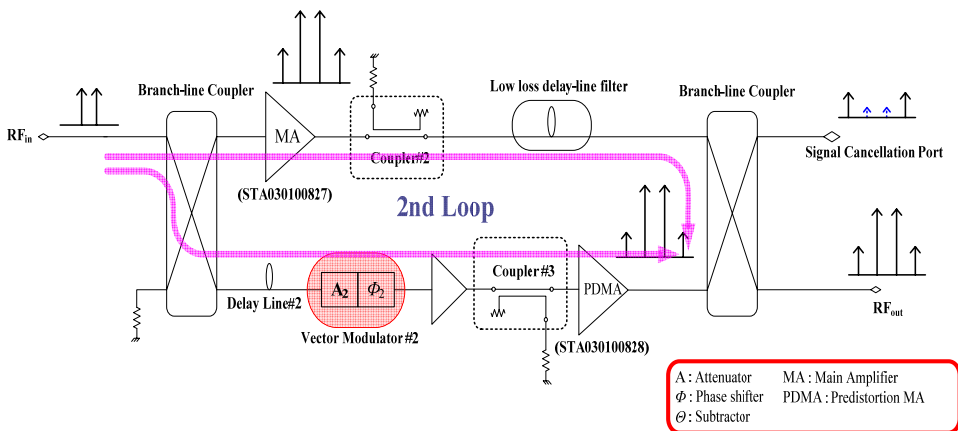 Branch-line Coupler
Low loss delay-line filter
Branch-line Coupler
RFin
MA
Coupler#2
Signal Cancellation Port
(STA030100827)
2nd Loop
Coupler #3
Delay Line#2
A2
Φ2
PDMA
RFout
Vector Modulator #2
(STA030100828)
A : Attenuator
MA : Main Amplifier
Φ : Phase shifter
PDMA : Predistortion MA
Θ : Subtractor